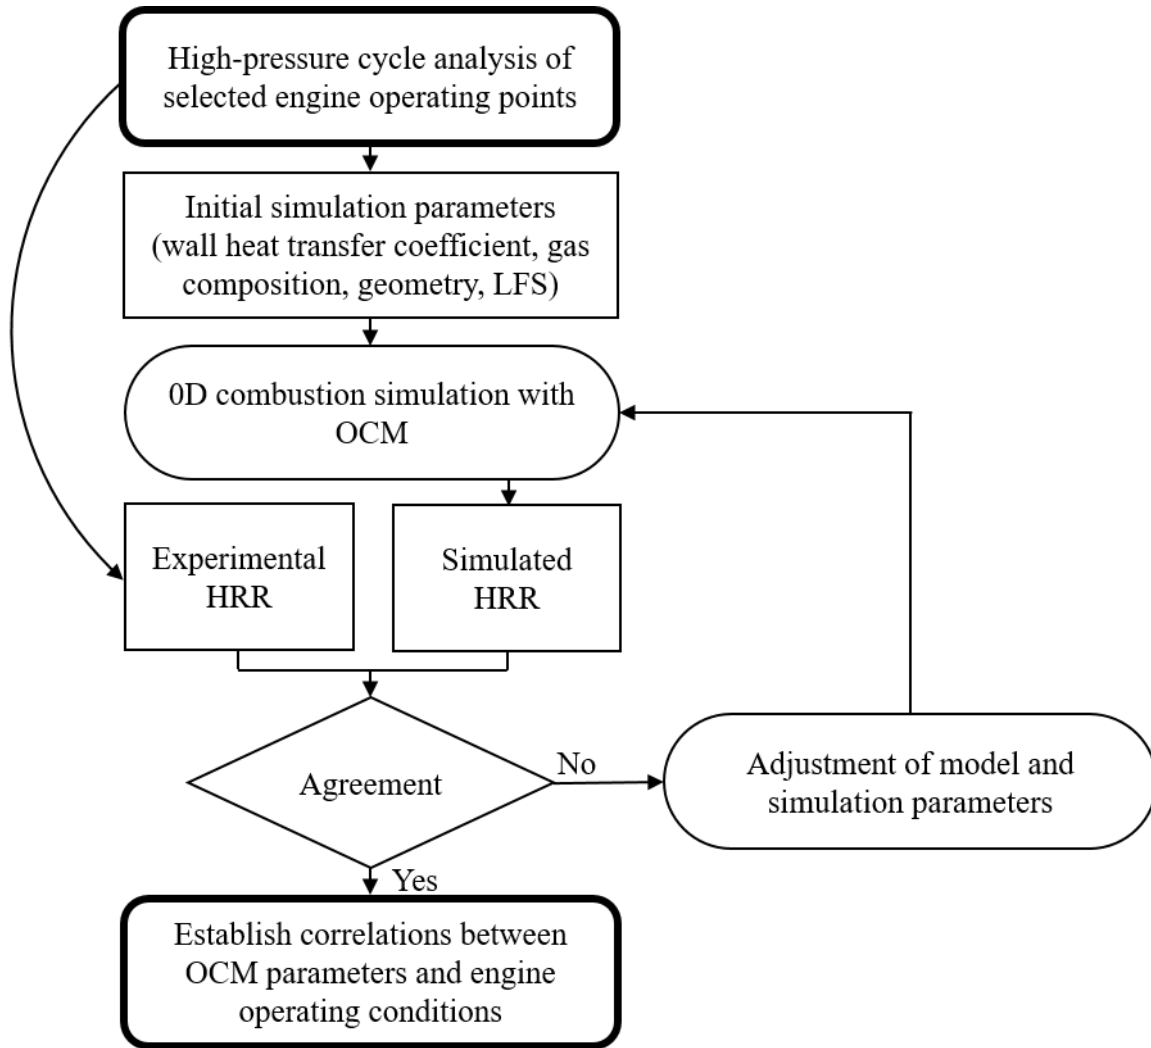 High-pressure cycle analysis of
selected engine operating points
Initial simulation parameters
(wall heat transfer coefficient, gas
composition, geometry, LFS)
0D combustion simulation with
OCM
Experimental
HRR
Simulated
HRR
Agreement
No
Adjustment of model and
simulation parameters
Yes
Establish correlations between
OCM parameters and engine
operating conditions